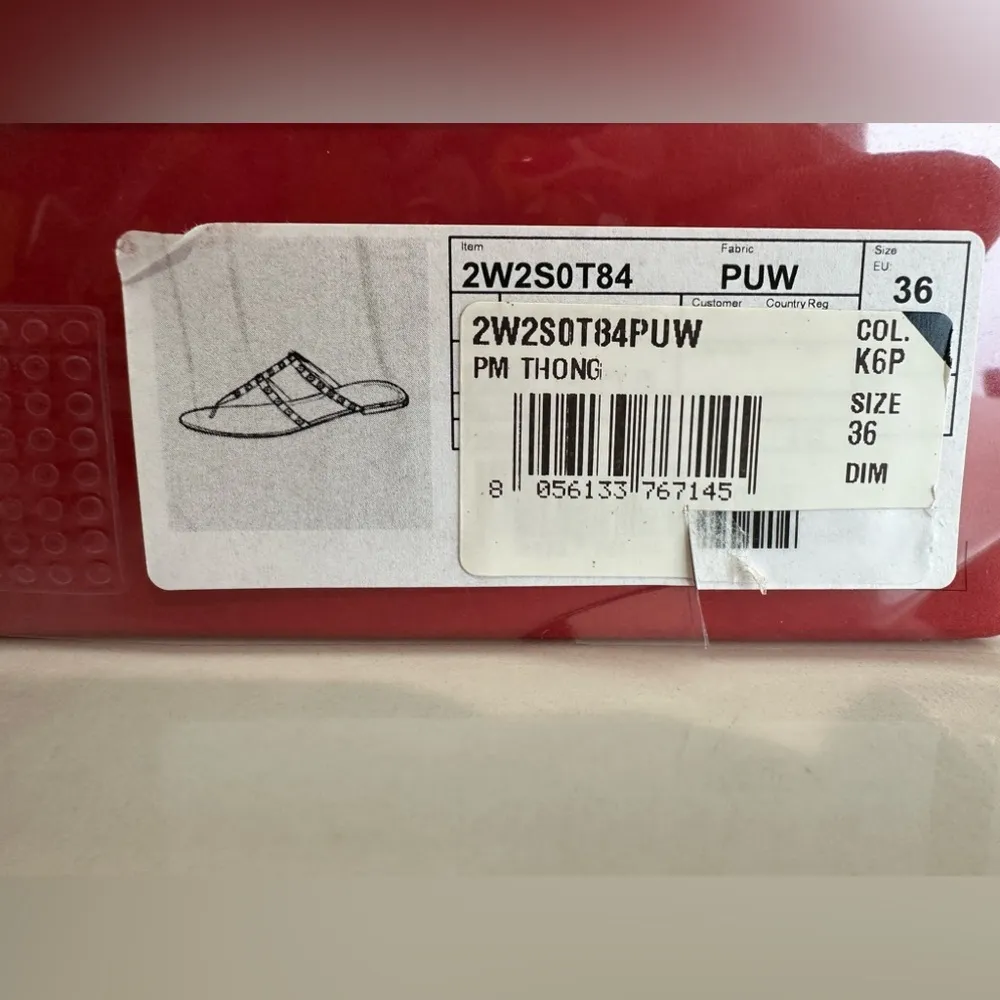 Item
2W2S0T84
Fabric
PUW
Size
EU:
36
Customer
Country Reg
2W2S0T84PUW
PM THONG
COL.
K6P
SIZE
36
DIM
8 056133 767145